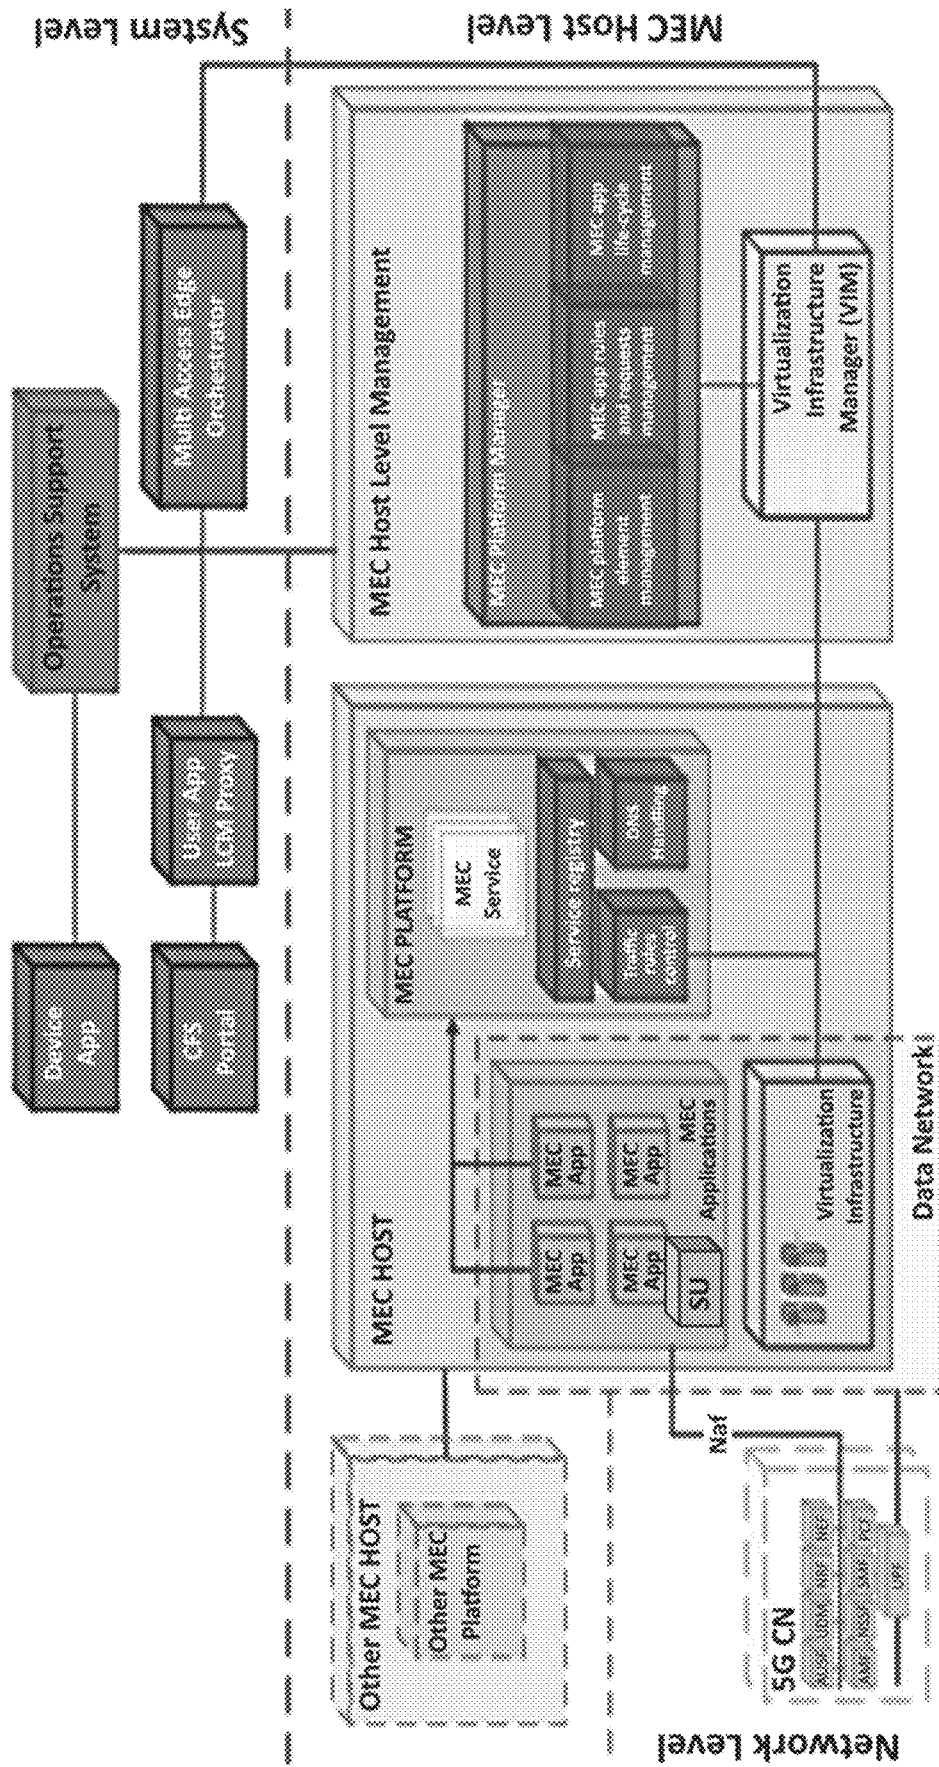 System Level
MEC Host Level
Network Level
Device
App
Operations Support
System
CFS
Portal
User App
LCM Proxy
Multi Access Edge
Orchestrator
Other MEC HOST
Other MEC
Platform
MEC HOST
MEC PLATFORM
MEC
Service
Service registry
Traffic
rules
control
DNS
Handling
MEC
App
MEC
App
MEC
App
MEC
App
SU
MEC
Applications
Virtualization
Infrastructure
Data Network
MEC Host Level Management
MEC Platform Manager
MEC platform
element
management
MEC app rules
and requests
management
MEC app
life-cycle
management
Virtualization
Infrastructure
Manager (VIM)
5G CN
UPF
Naf